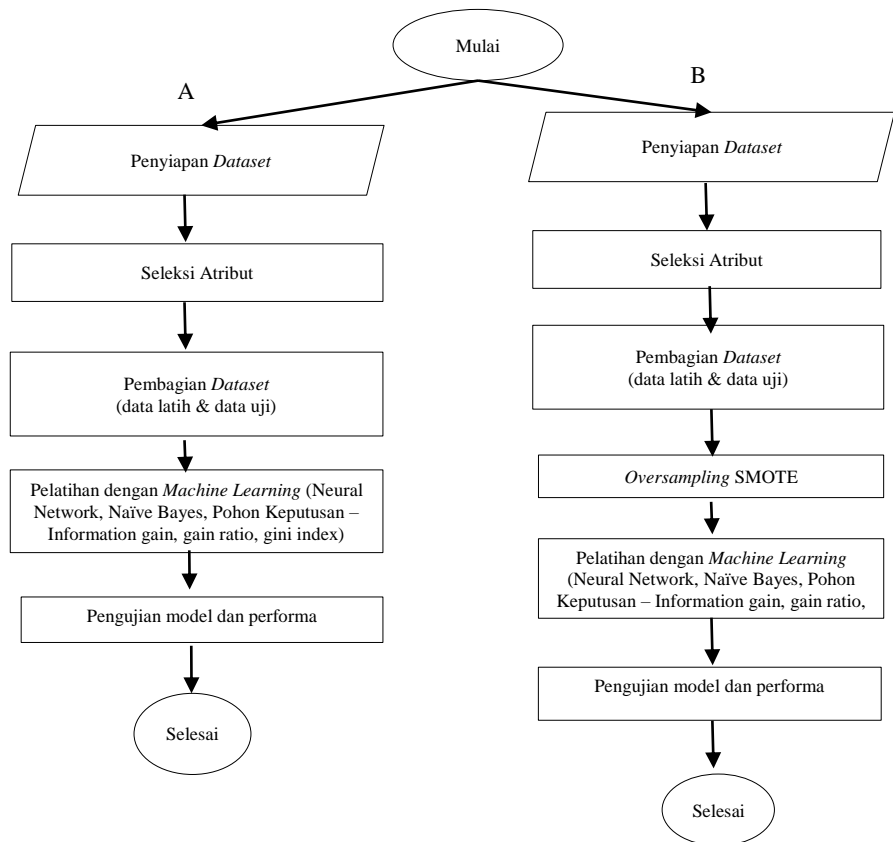 Mulai
A
Penyiapan Dataset
Seleksi Atribut
Pembagian Dataset
(data latih & data uji)
Pelatihan dengan Machine Learning (Neural
Network, Naïve Bayes, Pohon Keputusan –
Information gain, gain ratio, gini index)
Pengujian model dan performa
Selesai
B
Penyiapan Dataset
Seleksi Atribut
Pembagian Dataset
(data latih & data uji)
Oversampling SMOTE
Pelatihan dengan Machine Learning
(Neural Network, Naïve Bayes, Pohon
Keputusan – Information gain, gain ratio,
Pengujian model dan performa
Selesai